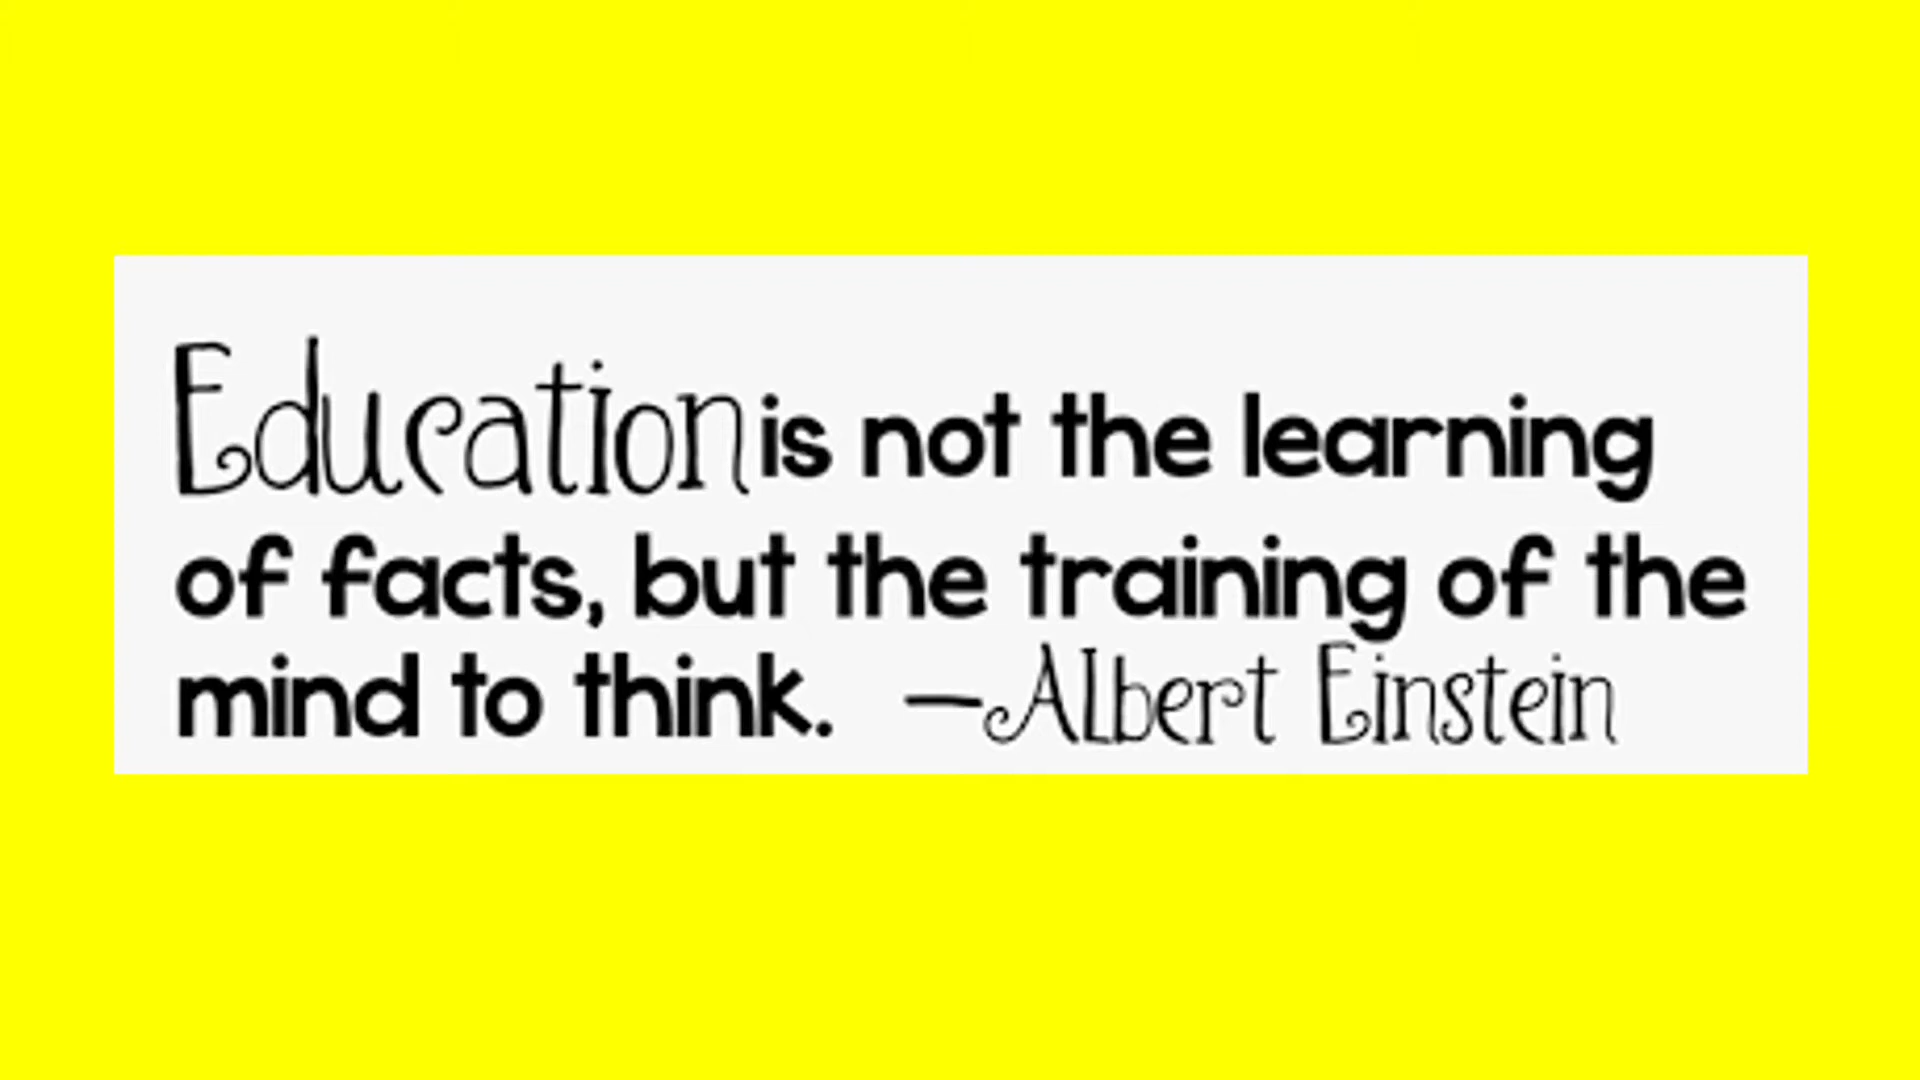 Education is not the learning
of facts, but the training of the
mind to think. —Albert Einstein